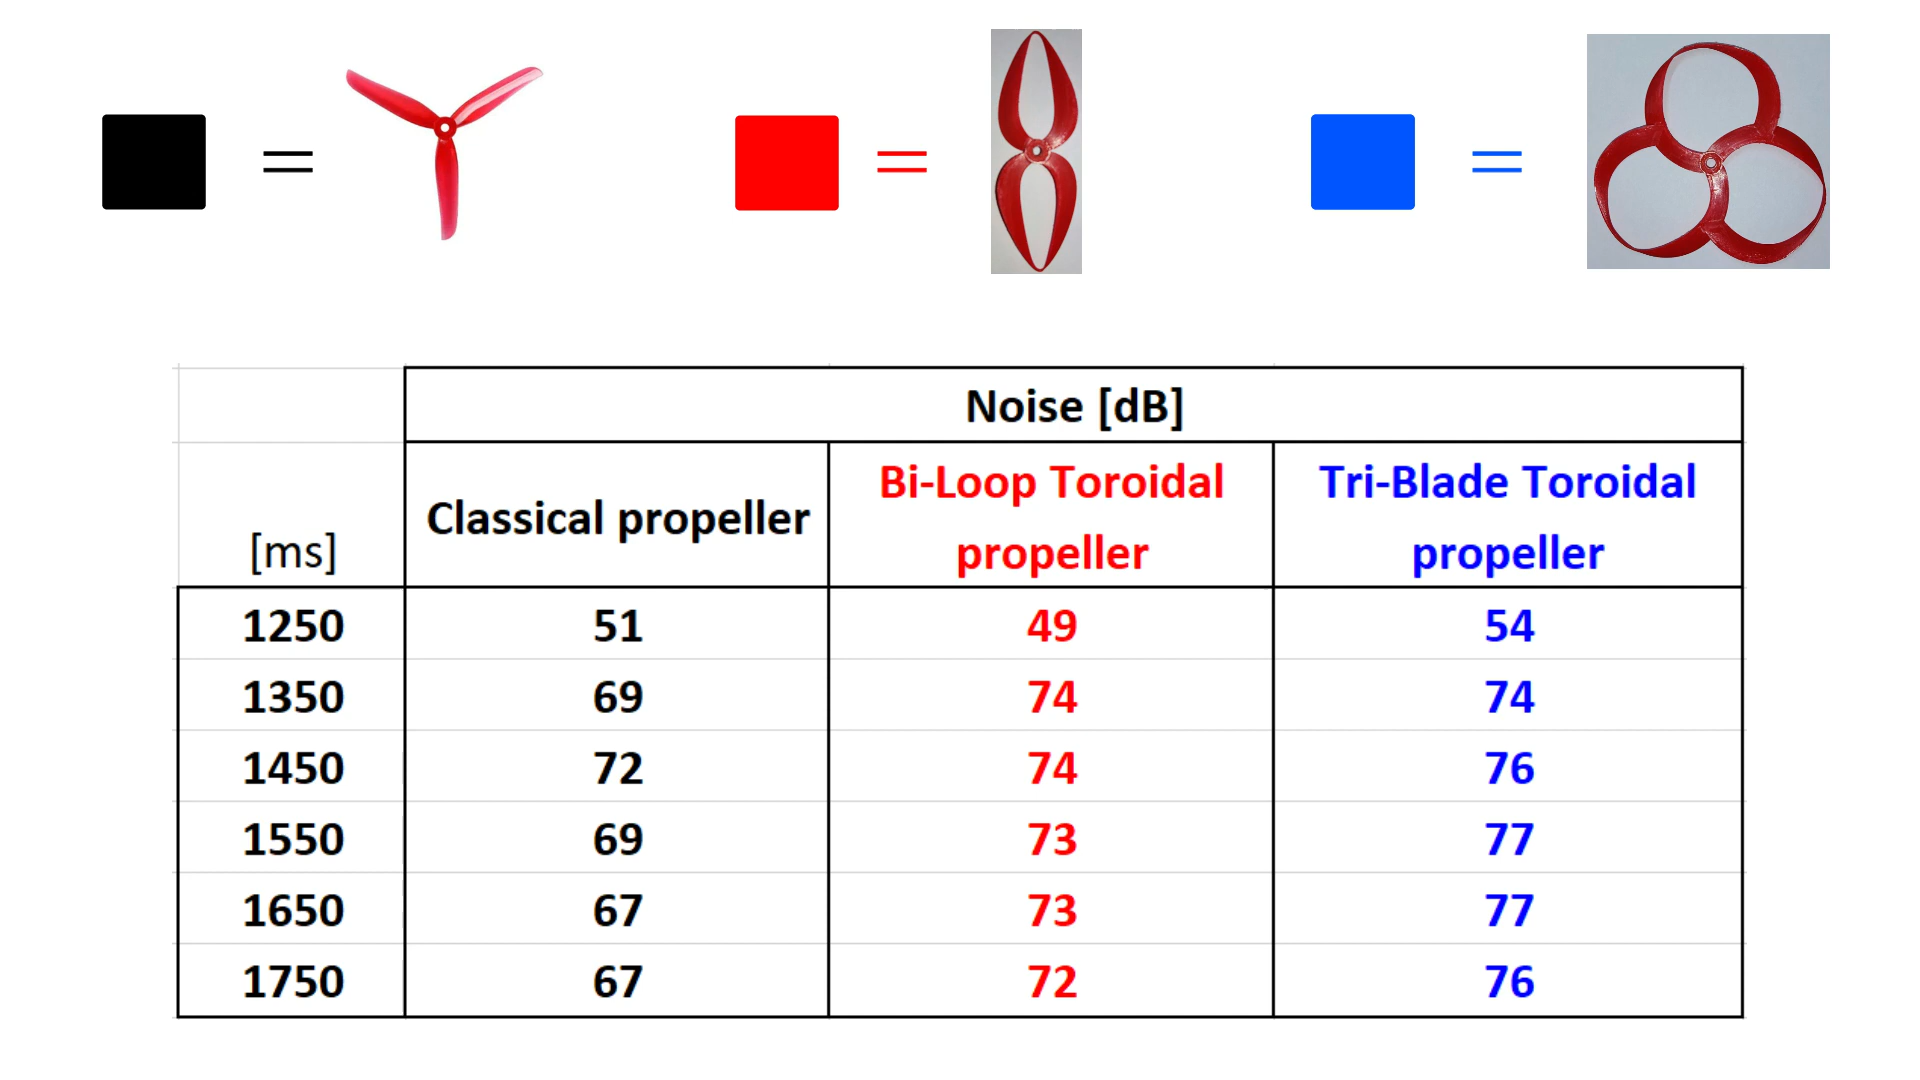 Noise [dB]
[ms] Classical propeller Bi-Loop Toroidal propeller Tri-Blade Toroidal propeller
1250 51 49 54
1350 69 74 74
1450 72 74 76
1550 69 73 77
1650 67 73 77
1750 67 72 76